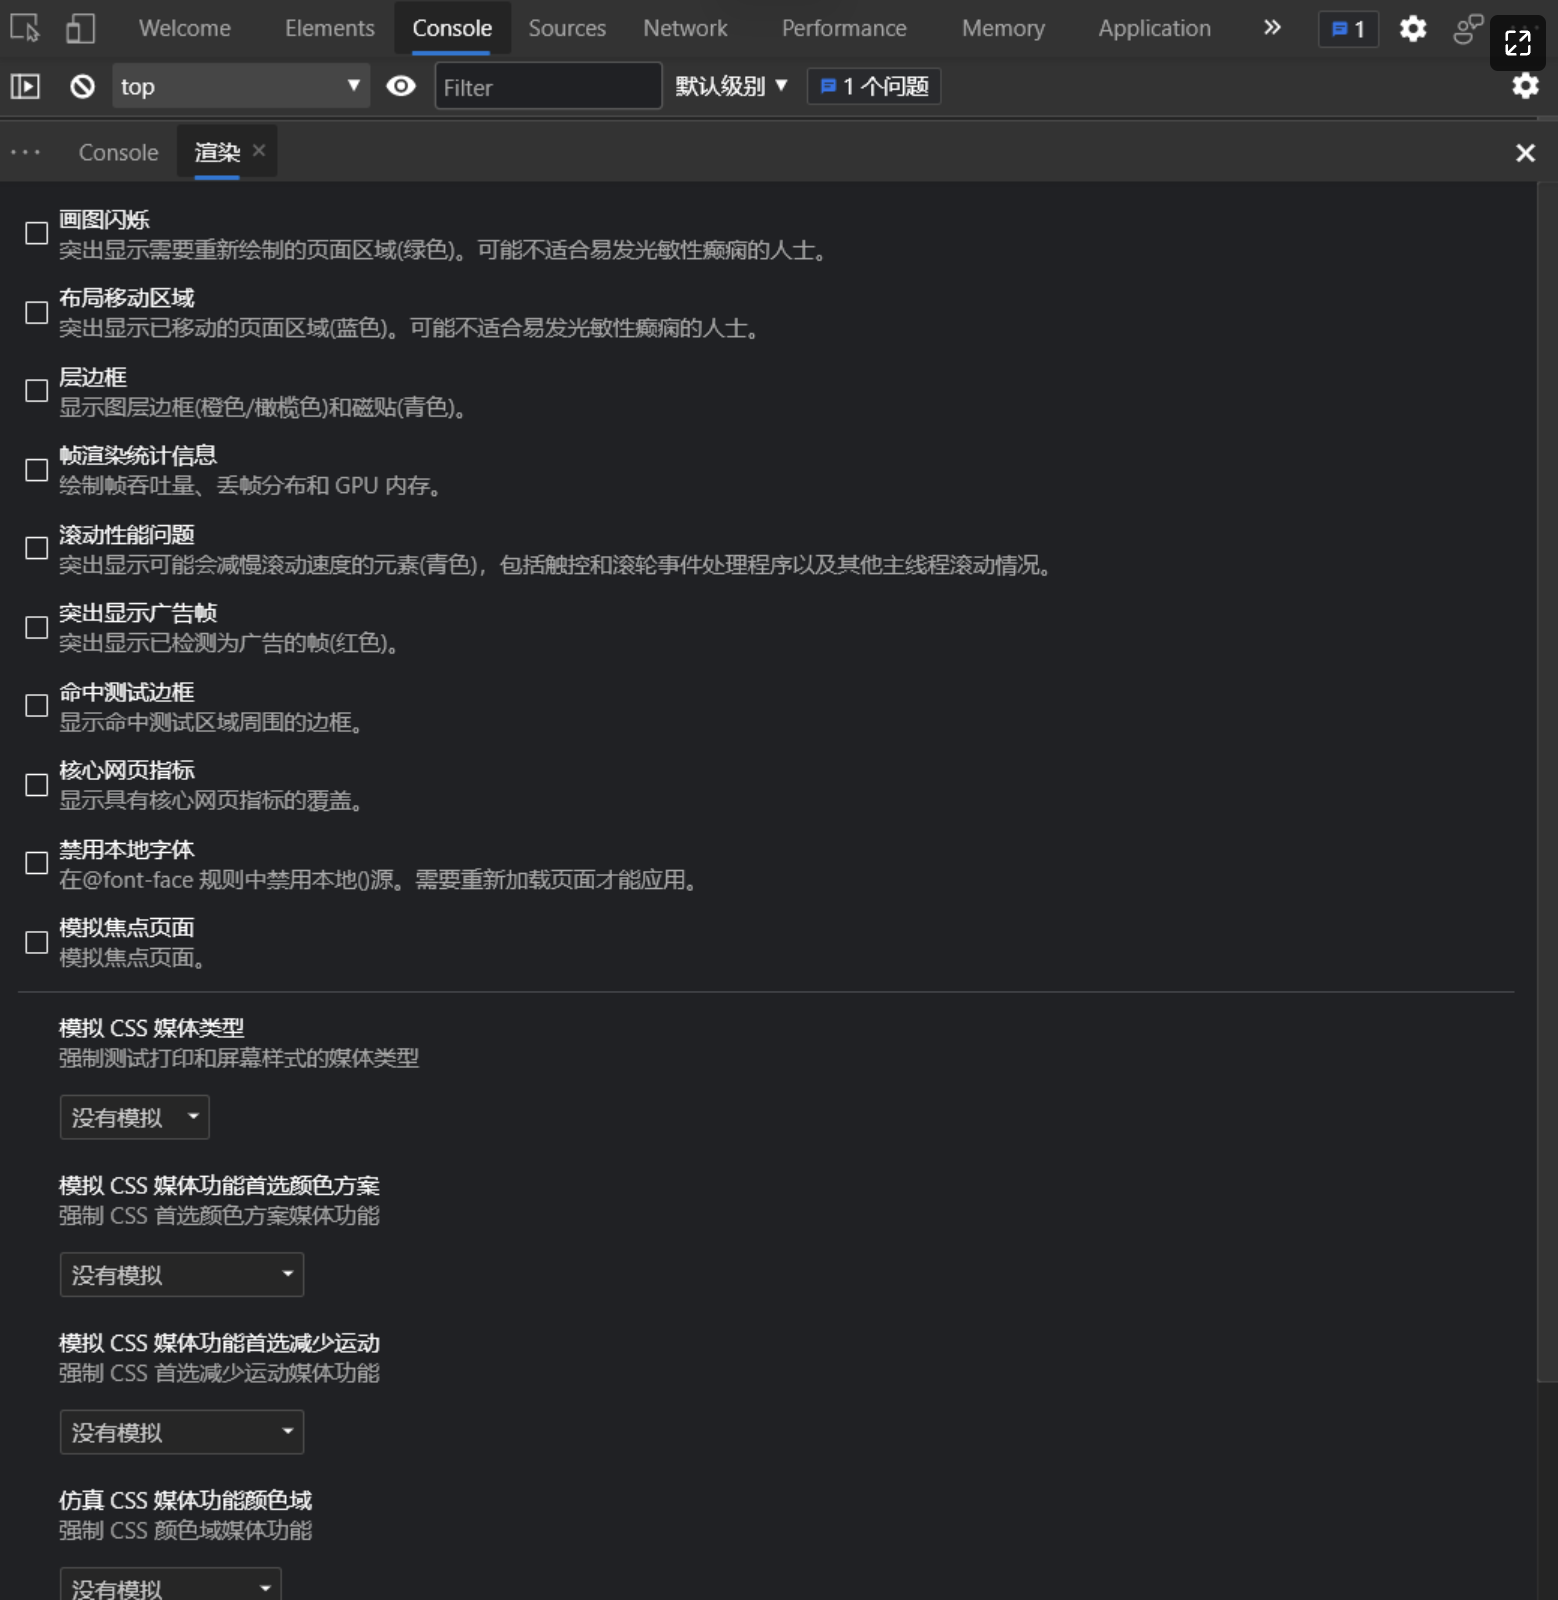 Welcome Elements Console Sources Network Performance Memory Application 1
top Filter 默认级别 1 个问题
Console 渲染
画图闪烁
突出显示需要重新绘制的页面区域(绿色)。可能不适合易发光敏性癫痫的人士。
布局移动区域
突出显示已移动的页面区域(蓝色)。可能不适合易发光敏性癫痫的人士。
层边框
显示图层边框(橙色/橄榄色)和磁贴(青色)。
帧渲染统计信息
绘制帧吞吐量、丢帧分布和 GPU 内存。
滚动性能问题
突出显示可能会减慢滚动速度的元素(青色)，包括触控和滚轮事件处理程序以及其他主线程滚动情况。
突出显示广告帧
突出显示已检测为广告的帧(红色)。
命中测试边框
显示命中测试区域周围的边框。
核心网页指标
显示具有核心网页指标的覆盖。
禁用本地字体
在@font-face 规则中禁用本地()源。需要重新加载页面才能应用。
模拟焦点页面
模拟焦点页面。
模拟 CSS 媒体类型
强制测试打印和屏幕样式的媒体类型
没有模拟
模拟 CSS 媒体功能首选颜色方案
强制 CSS 首选颜色方案媒体功能
没有模拟
模拟 CSS 媒体功能首选减少运动
强制 CSS 首选减少运动媒体功能
没有模拟
仿真 CSS 媒体功能颜色域
强制 CSS 颜色域媒体功能
没有模拟